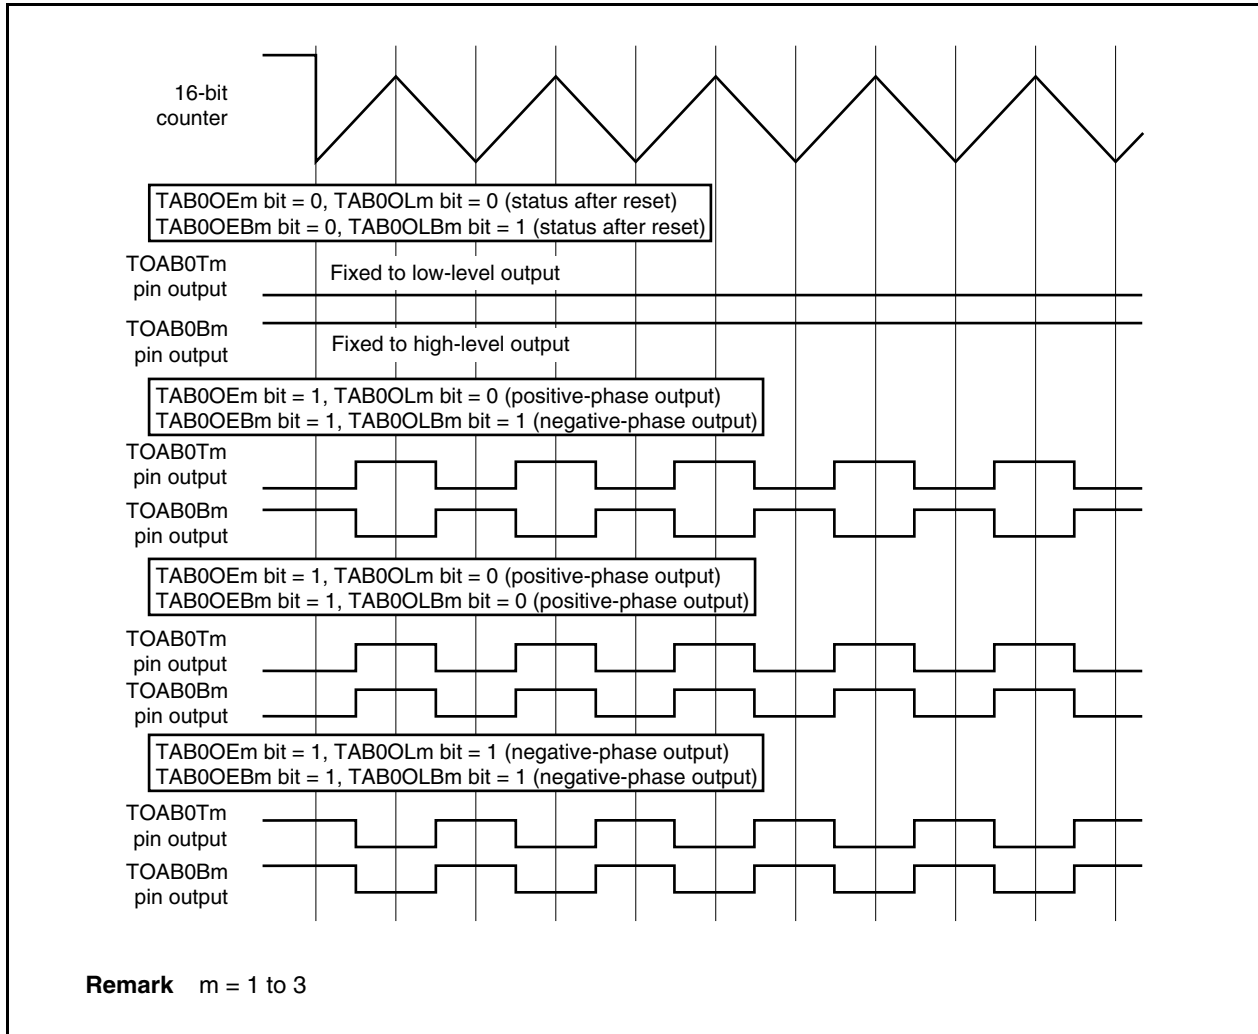 16-bit
counter
TAB0OEm bit = 0, TAB0OLm bit = 0 (status after reset)
TAB0OEBm bit = 0, TAB0OLBm bit = 1 (status after reset)
TOAB0Tm
pin output
Fixed to low-level output
TOAB0Bm
pin output
Fixed to high-level output
TAB0OEm bit = 1, TAB0OLm bit = 0 (positive-phase output)
TAB0OEBm bit = 1, TAB0OLBm bit = 1 (negative-phase output)
TOAB0Tm
pin output
TOAB0Bm
pin output
TAB0OEm bit = 1, TAB0OLm bit = 0 (positive-phase output)
TAB0OEBm bit = 1, TAB0OLBm bit = 0 (positive-phase output)
TOAB0Tm
pin output
TOAB0Bm
pin output
TAB0OEm bit = 1, TAB0OLm bit = 1 (negative-phase output)
TAB0OEBm bit = 1, TAB0OLBm bit = 1 (negative-phase output)
TOAB0Tm
pin output
TOAB0Bm
pin output
Remark m = 1 to 3